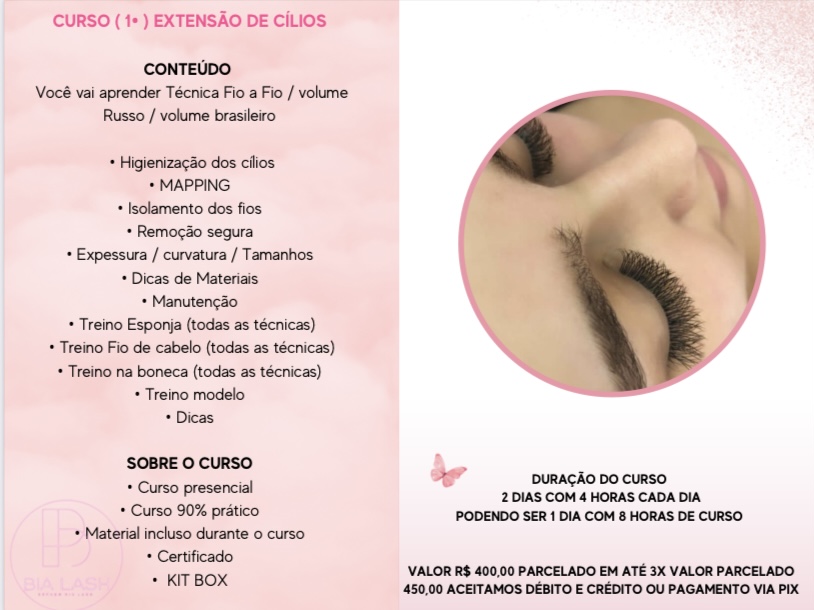 CURSO ( 1• ) EXTENSÃO DE CÍLIOS
CONTEÚDO
Você vai aprender Técnica Fio a Fio / volume
Russo / volume brasileiro
• Higienização dos cílios
• MAPPING
• Isolamento dos fios
• Remoção segura
• Expessura / curvatura / Tamanhos
• Dicas de Materiais
• Manutenção
• Treino Esponja (todas as técnicas)
• Treino Fio de cabelo (todas as técnicas)
• Treino na boneca (todas as técnicas)
• Treino modelo
• Dicas
SOBRE O CURSO
• Curso presencial
• Curso 90% prático
• Material incluso durante o curso
• Certificado
• KIT BOX
BIA LASH
DURAÇÃO DO CURSO
2 DIAS COM 4 HORAS CADA DIA
PODENDO SER 1 DIA COM 8 HORAS DE CURSO
VALOR R$ 400,00 PARCELADO EM ATÉ 3X VALOR PARCELADO
450,00 ACEITAMOS DÉBITO E CRÉDITO OU PAGAMENTO VIA PIX